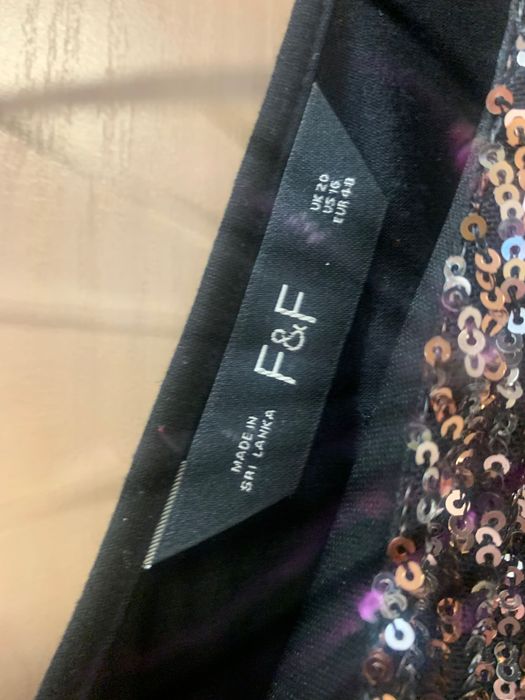 UK 20
US 16
EUR 48
F&F
MADE IN
SRI LANKA